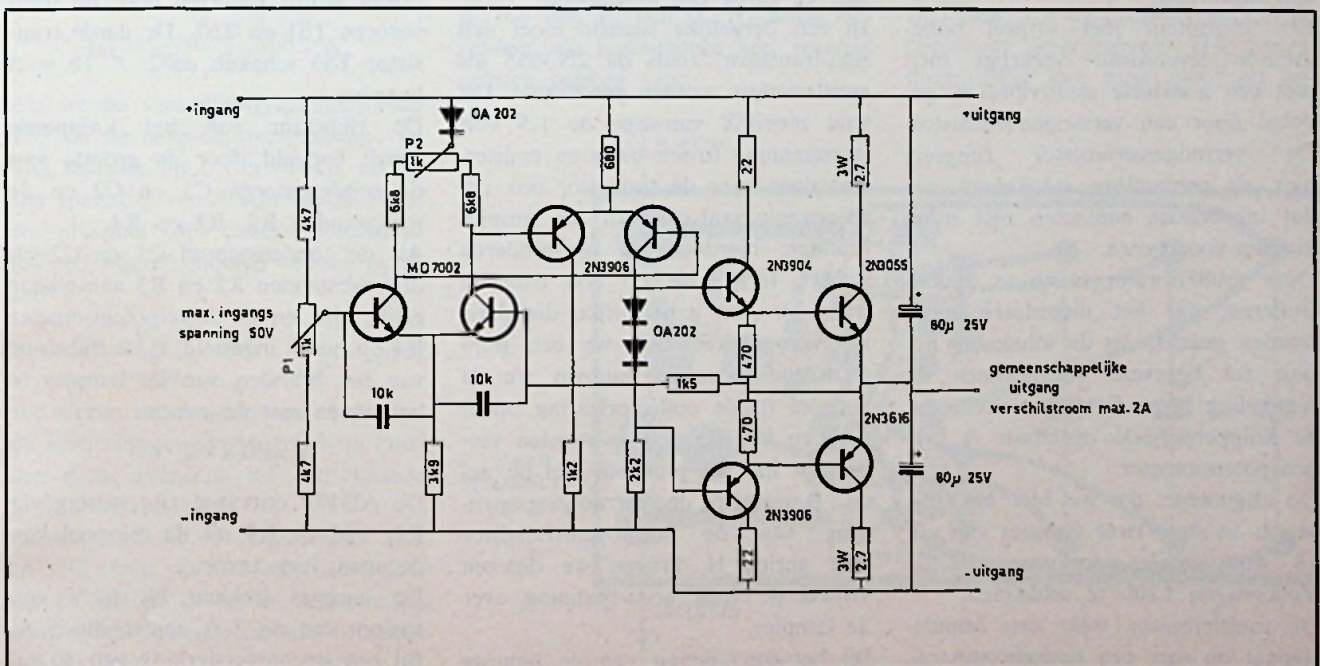 +ingang
OA 202
P2
1k
6k8
6k8
680
22
3W
2.7
+uitgang
4k7
MD7002
2N3906
2N3904
2N3055
max. ingangs
spanning 50V
1k
P1
OA202
80µ 25V
10k
10k
1k5
470
470
gemeenschappelijke
uitgang
verschilstroom max. 2A
2N3616
4k7
3k9
1k2
2k2
80µ 25V
2N3906
-ingang
22
3W
2.7
-uitgang